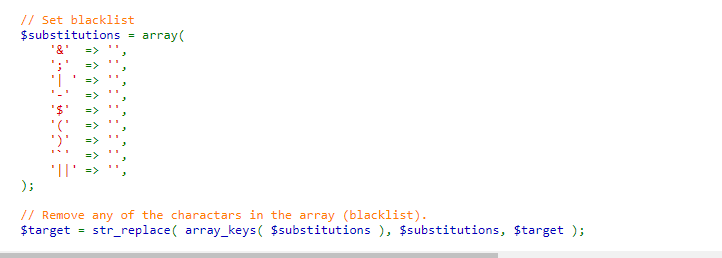 // Set blacklist
$substitutions = array(
'&' => '',
';' => '',
'| ' => '',
'-' => '',
'$' => '',
'(' => '',
')' => '',
'`' => '',
'||' => '',
);
// Remove any of the charactars in the array (blacklist).
$target = str_replace( array_keys( $substitutions ), $substitutions, $target );